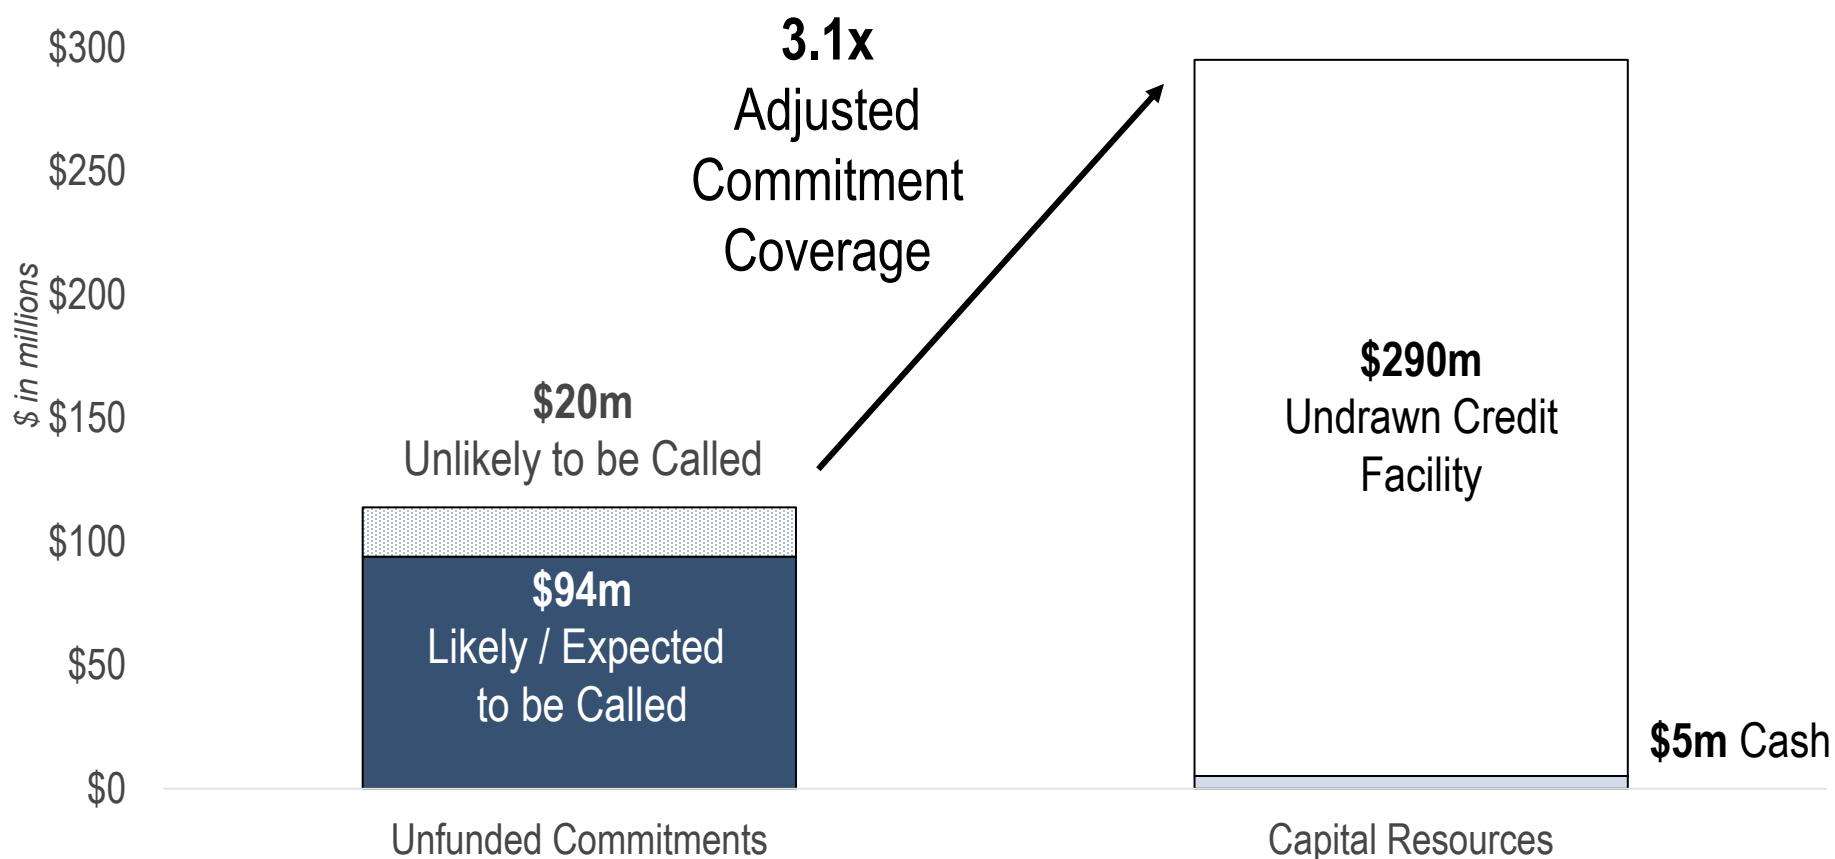 $ in millions
$300
$250
$200
$150
$100
$50
$0
3.1x
Adjusted
Commitment
Coverage
$20m
Unlikely to be Called
$94m
Likely / Expected
to be Called
$290m
Undrawn Credit
Facility
$5m Cash
Unfunded Commitments
Capital Resources